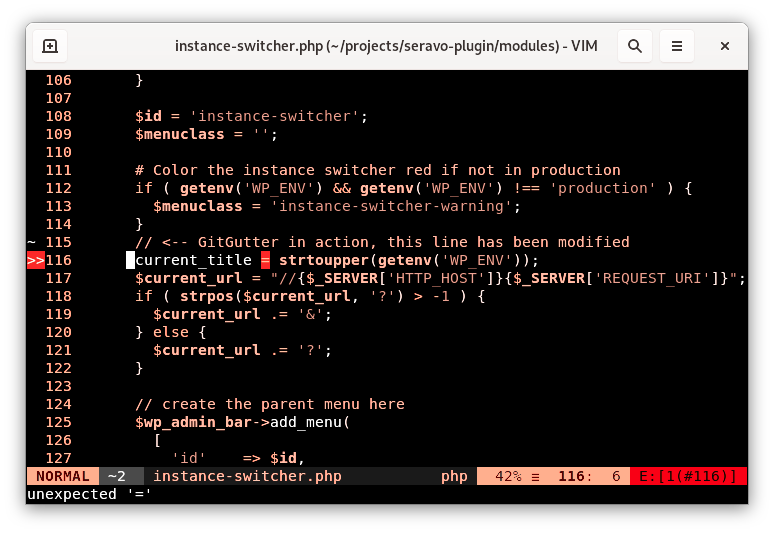 instance-switcher.php (~/projects/seravo-plugin/modules) - VIM
106 }
107
108 $id = 'instance-switcher';
109 $menuclass = '';
110
111 # Color the instance switcher red if not in production
112 if ( getenv('WP_ENV') && getenv('WP_ENV') !== 'production' ) {
113 $menuclass = 'instance-switcher-warning';
114 }
~ 115 // <-- GitGutter in action, this line has been modified
>>116 current_title = strtoupper(getenv('WP_ENV'));
117 $current_url = "//{$_SERVER['HTTP_HOST']}{$_SERVER['REQUEST_URI']}";
118 if ( strpos($current_url, '?') > -1 ) {
119 $current_url .= '&';
120 } else {
121 $current_url .= '?';
122 }
123
124 // create the parent menu here
125 $wp_admin_bar->add_menu(
126 [
127 'id' => $id,
NORMAL ~2 instance-switcher.php php 42% ≡ 116: 6 E:[1(#116)]
unexpected '='